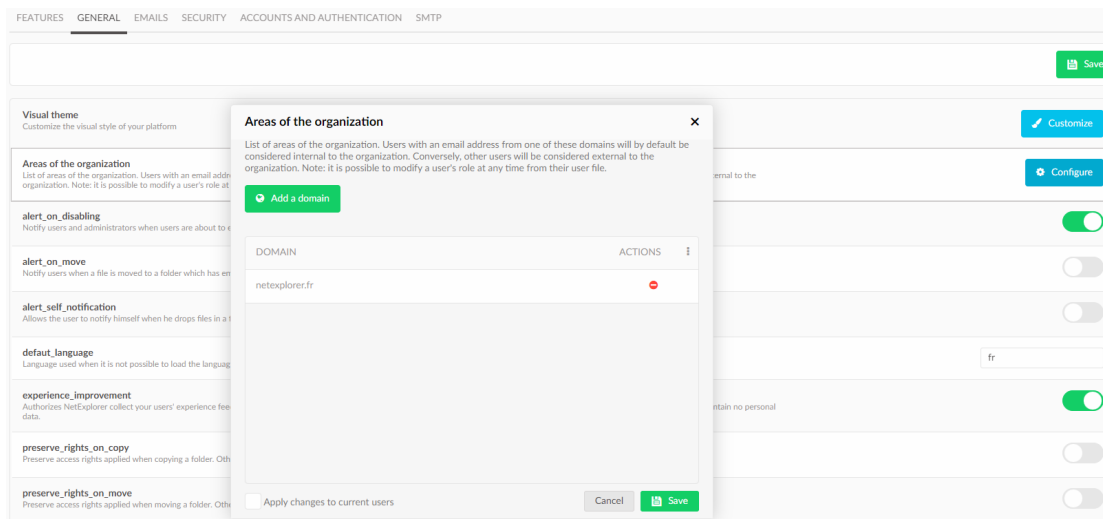 FEATURES GENERAL EMAILS SECURITY ACCOUNTS AND AUTHENTICATION SMTP
Save
Visual theme
Customize the visual style of your platform
Customize
Areas of the organization
List of areas of the organization. Users with an email addr
ernal to the
organization. Note: it is possible to modify a user's role at
Configure
alert_on_disabling
Notify users and administrators when users are about to e
alert_on_move
Notify users when a file is moved to a folder which has en
alert_self_notification
Allows the user to notify himself when he drops files in a f
defaut_language
Language used when it is not possible to load the languag
fr
experience_improvement
Authorizes NetExplorer collect your users' experience fee
ntain no personal
data.
preserve_rights_on_copy
Preserve access rights applied when copying a folder. Oth
preserve_rights_on_move
Preserve access rights applied when moving a folder. Othe
Areas of the organization
List of areas of the organization. Users with an email address from one of these domains will by default be
considered internal to the organization. Conversely, other users will be considered external to the
organization. Note: it is possible to modify a user's role at any time from their user file.
Add a domain
DOMAIN ACTIONS
netexplorer.fr
Apply changes to current users
Cancel Save